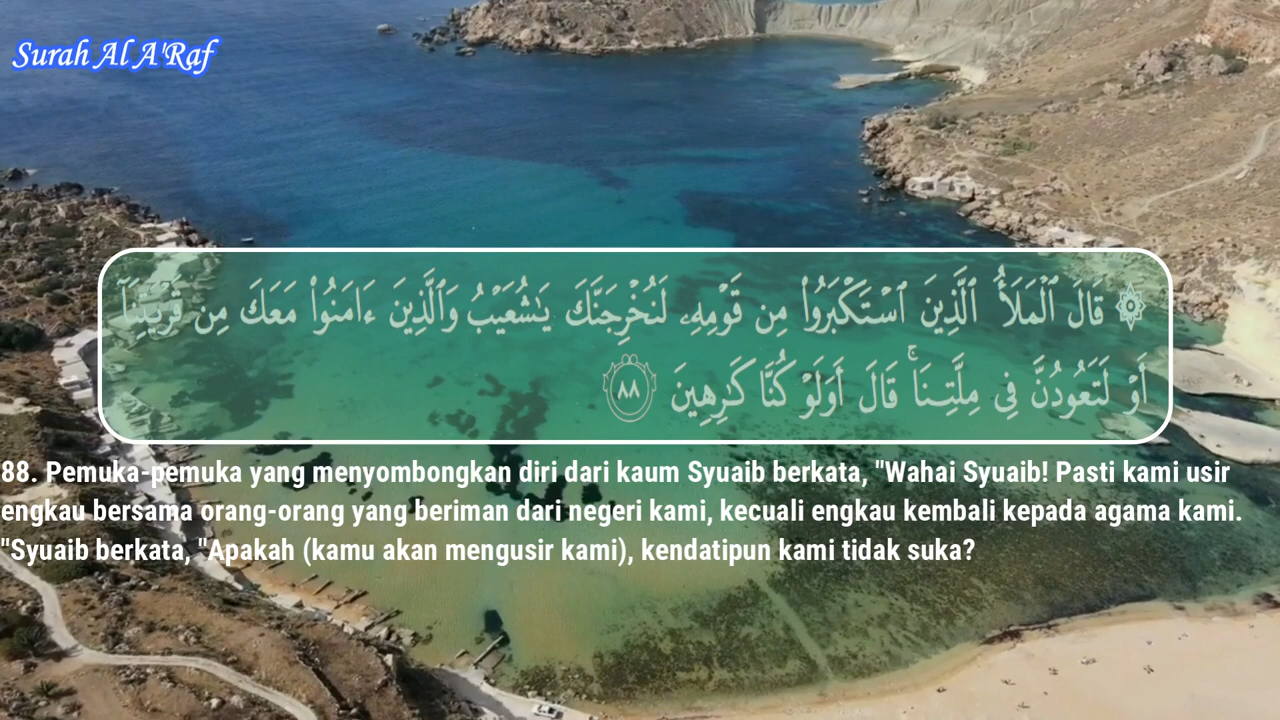 Surah Al A'Raf
۞ قَالَ ٱلْمَلَأُ ٱلَّذِينَ ٱسْتَكْبَرُوا۟ مِن قَوْمِهِۦ لَنُخْرِجَنَّكَ يَـٰشُعَيْبُ وَٱلَّذِينَ ءَامَنُوا۟ مَعَكَ مِن قَرْيَتِنَآ
أَوْ لَتَعُودُنَّ فِى مِلَّتِنَا ۚ قَالَ أَوَلَوْ كُنَّا كَـٰرِهِينَ ٨٨
88. Pemuka-pemuka yang menyombongkan diri dari kaum Syuaib berkata, "Wahai Syuaib! Pasti kami usir
engkau bersama orang-orang yang beriman dari negeri kami, kecuali engkau kembali kepada agama kami.
"Syuaib berkata, "Apakah (kamu akan mengusir kami), kendatipun kami tidak suka?